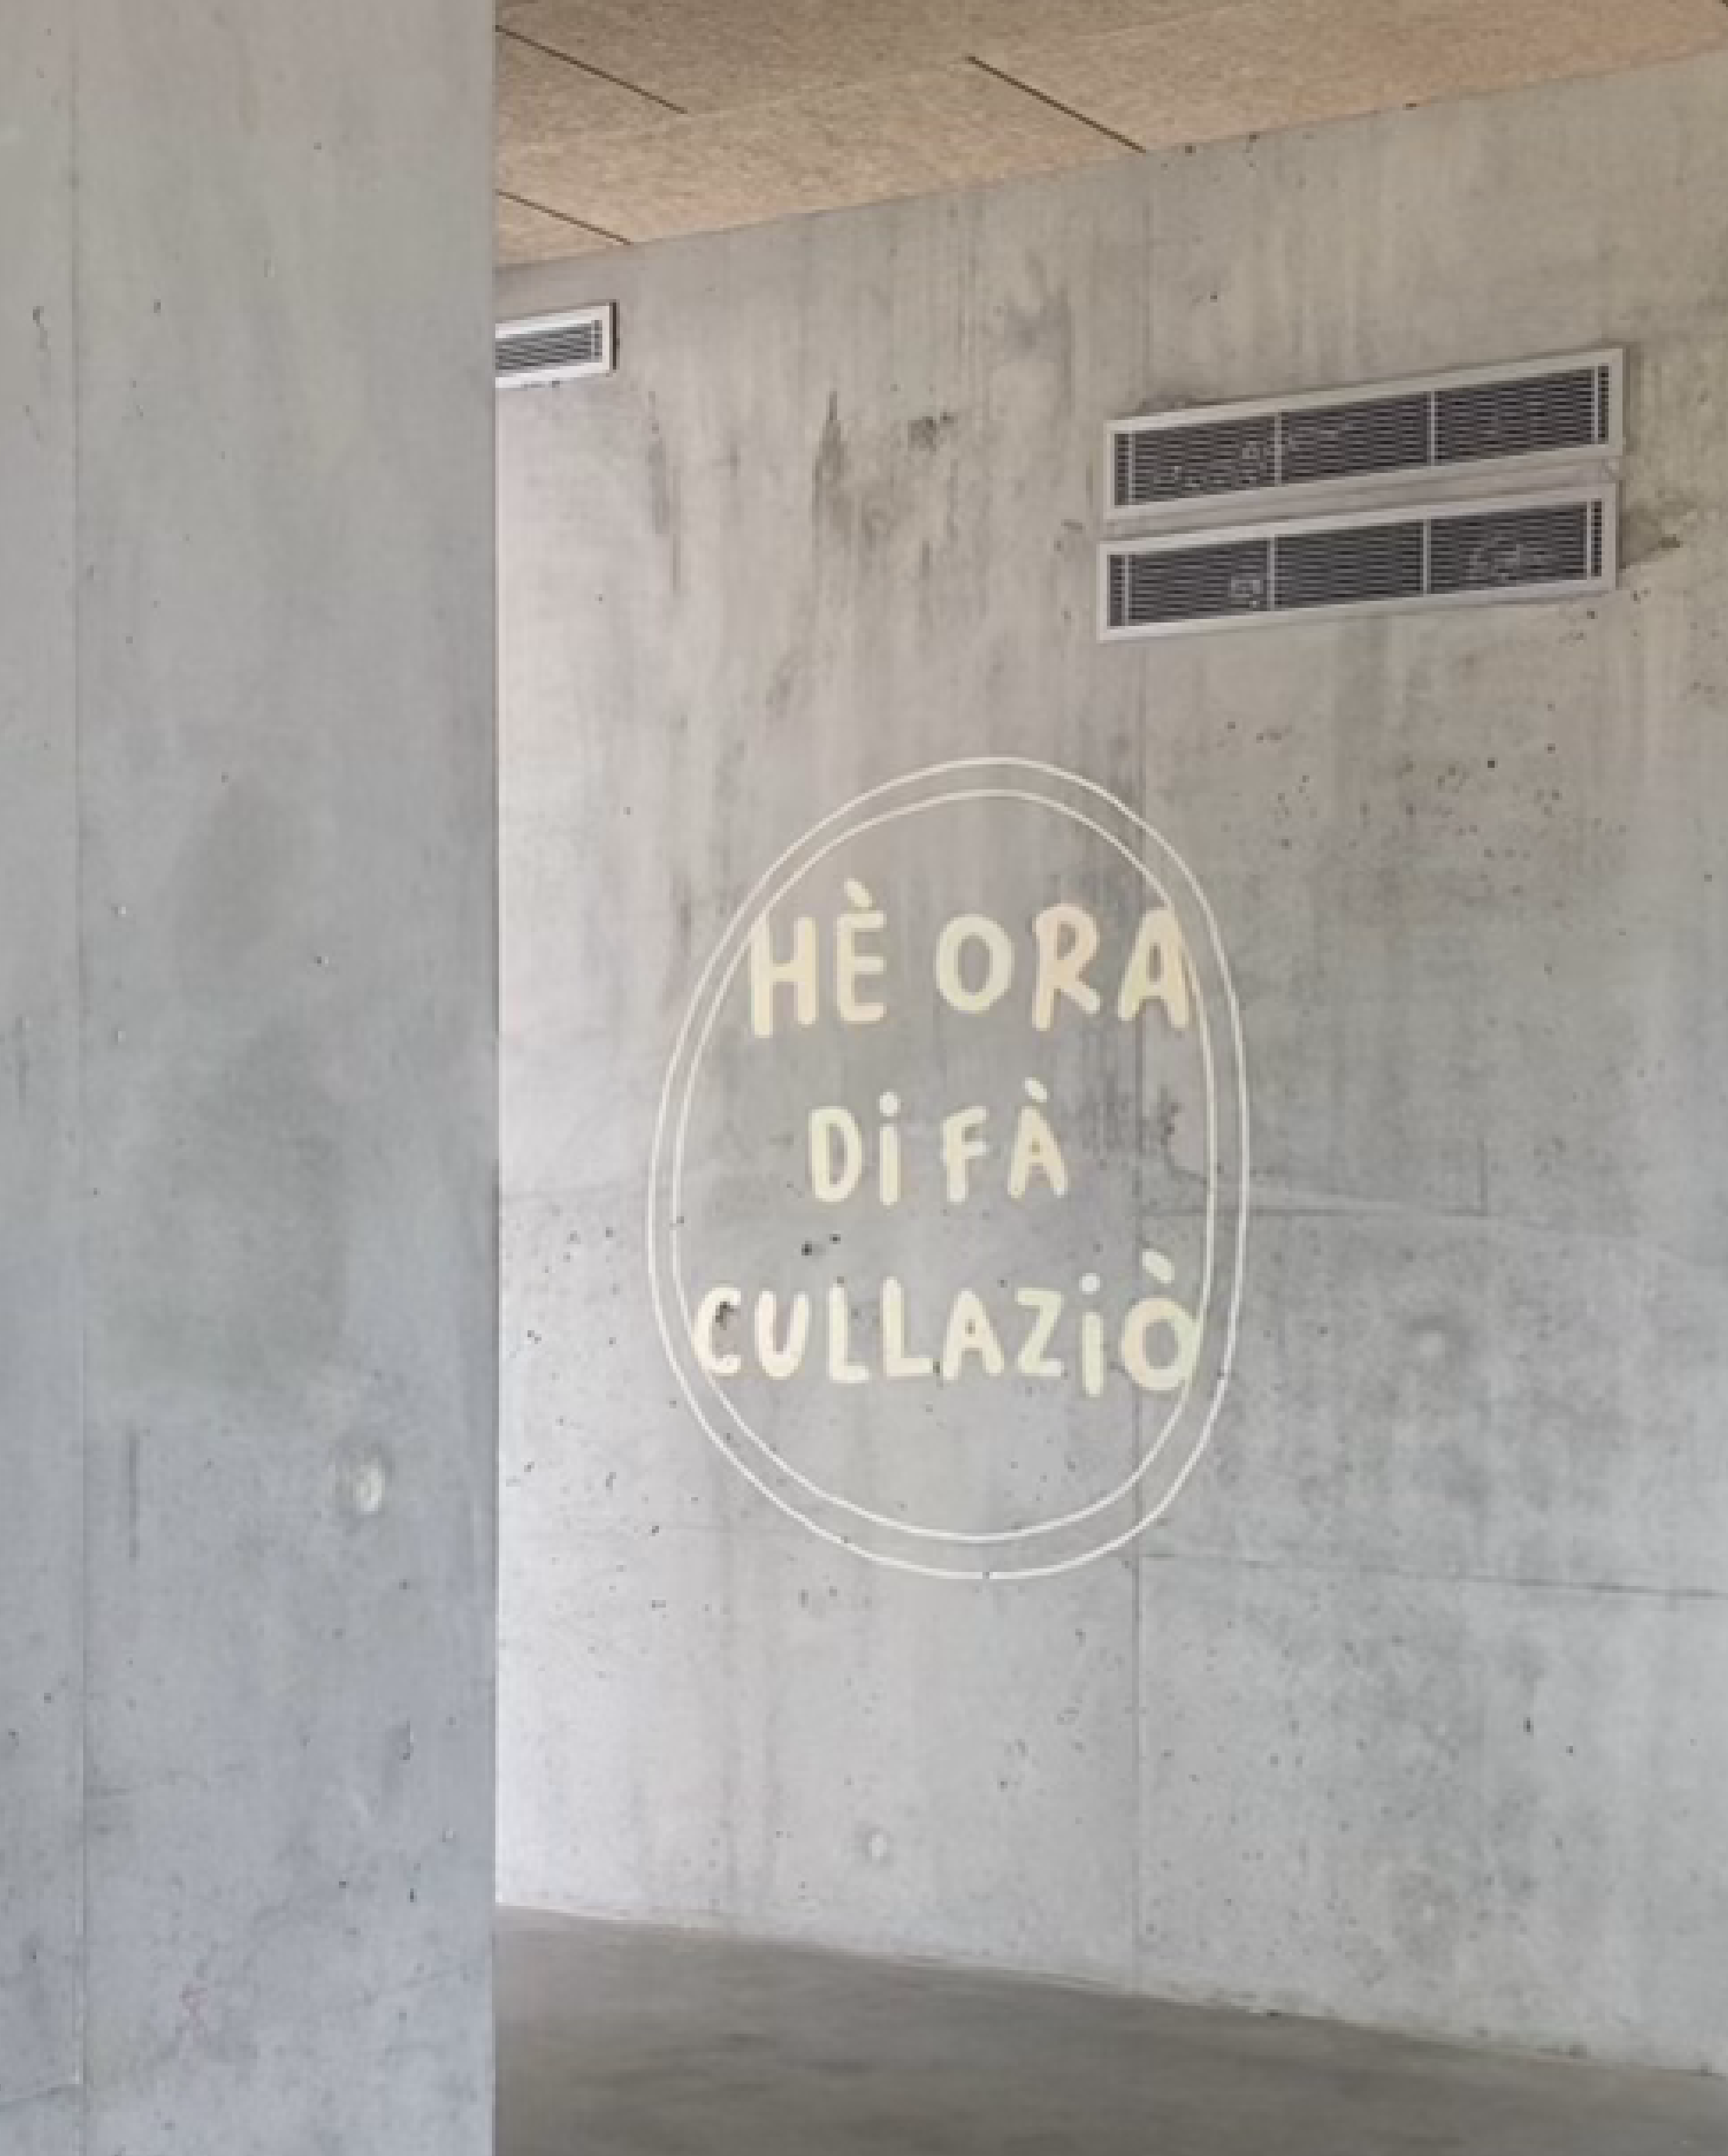 HÈ ORA
Di FÀ
CULLAZiÒ